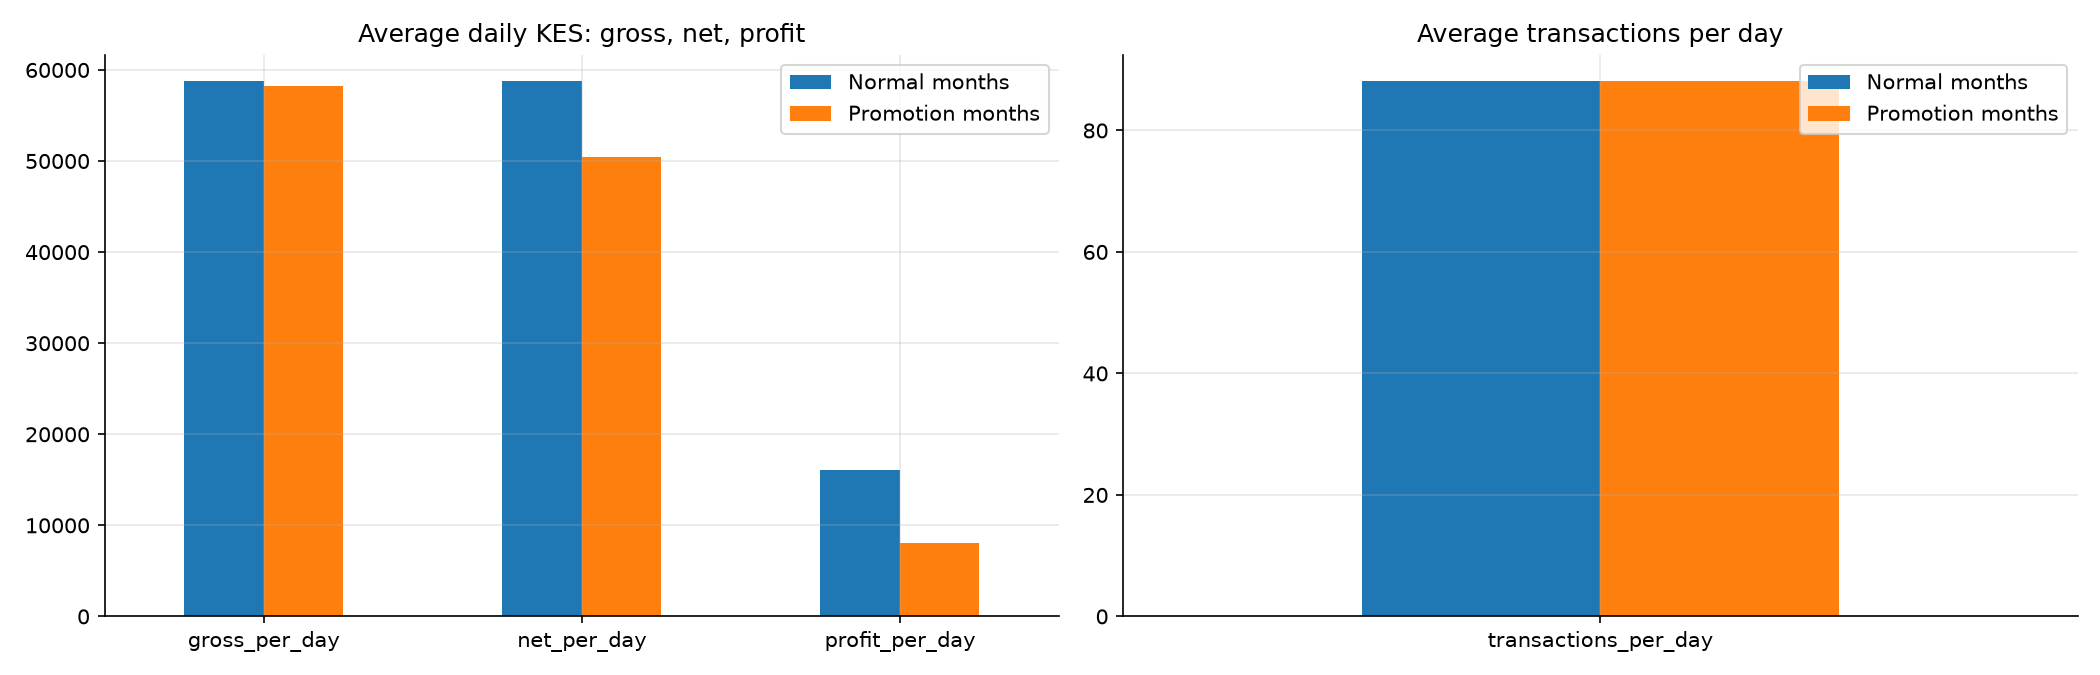 Average daily KES: gross, net, profit
60000
50000
40000
30000
20000
10000
0
Normal months
Promotion months
gross_per_day
net_per_day
profit_per_day
Average transactions per day
80
60
40
20
0
Normal months
Promotion months
transactions_per_day